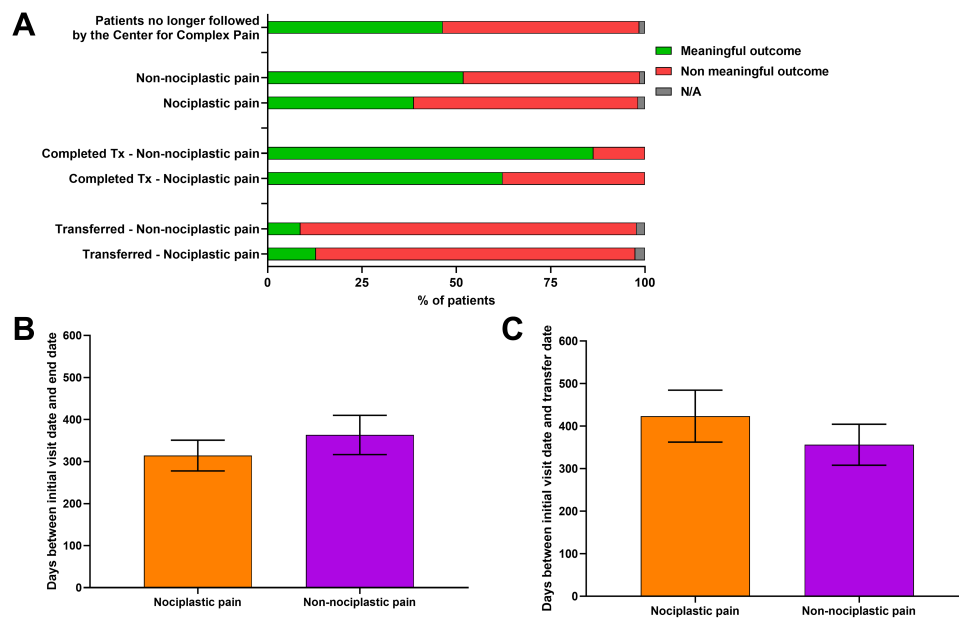 A
Patients no longer followed
by the Center for Complex Pain
Non-nociplastic pain
Nociplastic pain
Completed Tx - Non-nociplastic pain
Completed Tx - Nociplastic pain
Transferred - Non-nociplastic pain
Transferred - Nociplastic pain
0 25 50 75 100
% of patients
Meaningful outcome
Non meaningful outcome
N/A
B
Days between initial visit date and end date
600
500
400
300
200
100
0
Nociplastic pain Non-nociplastic pain
C
Days between initial visit date and transfer date
600
500
400
300
200
100
0
Nociplastic pain Non-nociplastic pain